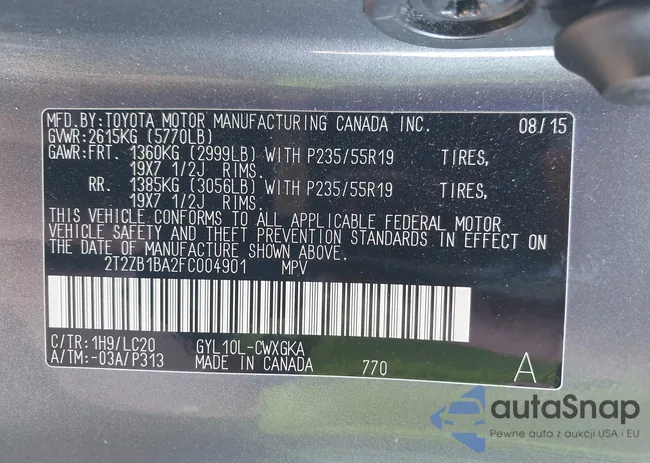 MFD.BY:TOYOTA MOTOR MANUFACTURING CANADA INC. 08/15
GVWR:2615KG (5770LB)
GAWR:FRT. 1360KG (2999LB) WITH P235/55R19 TIRES,
19X7 1/2J RIMS.
RR. 1385KG (3056LB) WITH P235/55R19 TIRES,
19X7 1/2J RIMS.
THIS VEHICLE CONFORMS TO ALL APPLICABLE FEDERAL MOTOR
VEHICLE SAFETY AND THEFT PREVENTION STANDARDS IN EFFECT ON
THE DATE OF MANUFACTURE SHOWN ABOVE.
2T2ZB1BA2FC004901 MPV
C/TR:1H9/LC20 GYL10L-CWXGKA
A/TM:-03A/P313 MADE IN CANADA 770 A
autaSnap
Pewne auta z aukcji USA i EU